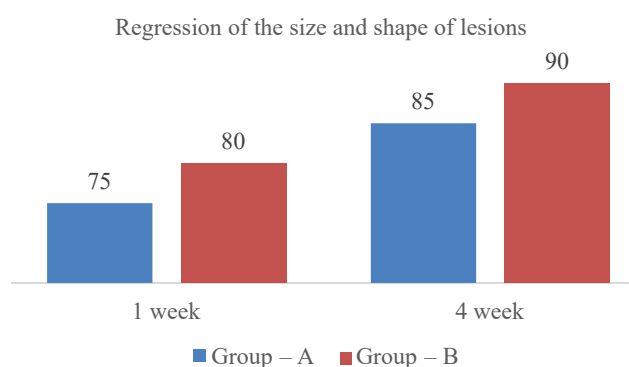 Regression of the size and shape of lesions
90
85
80
75
1 week
4 week
Group – A
Group – B